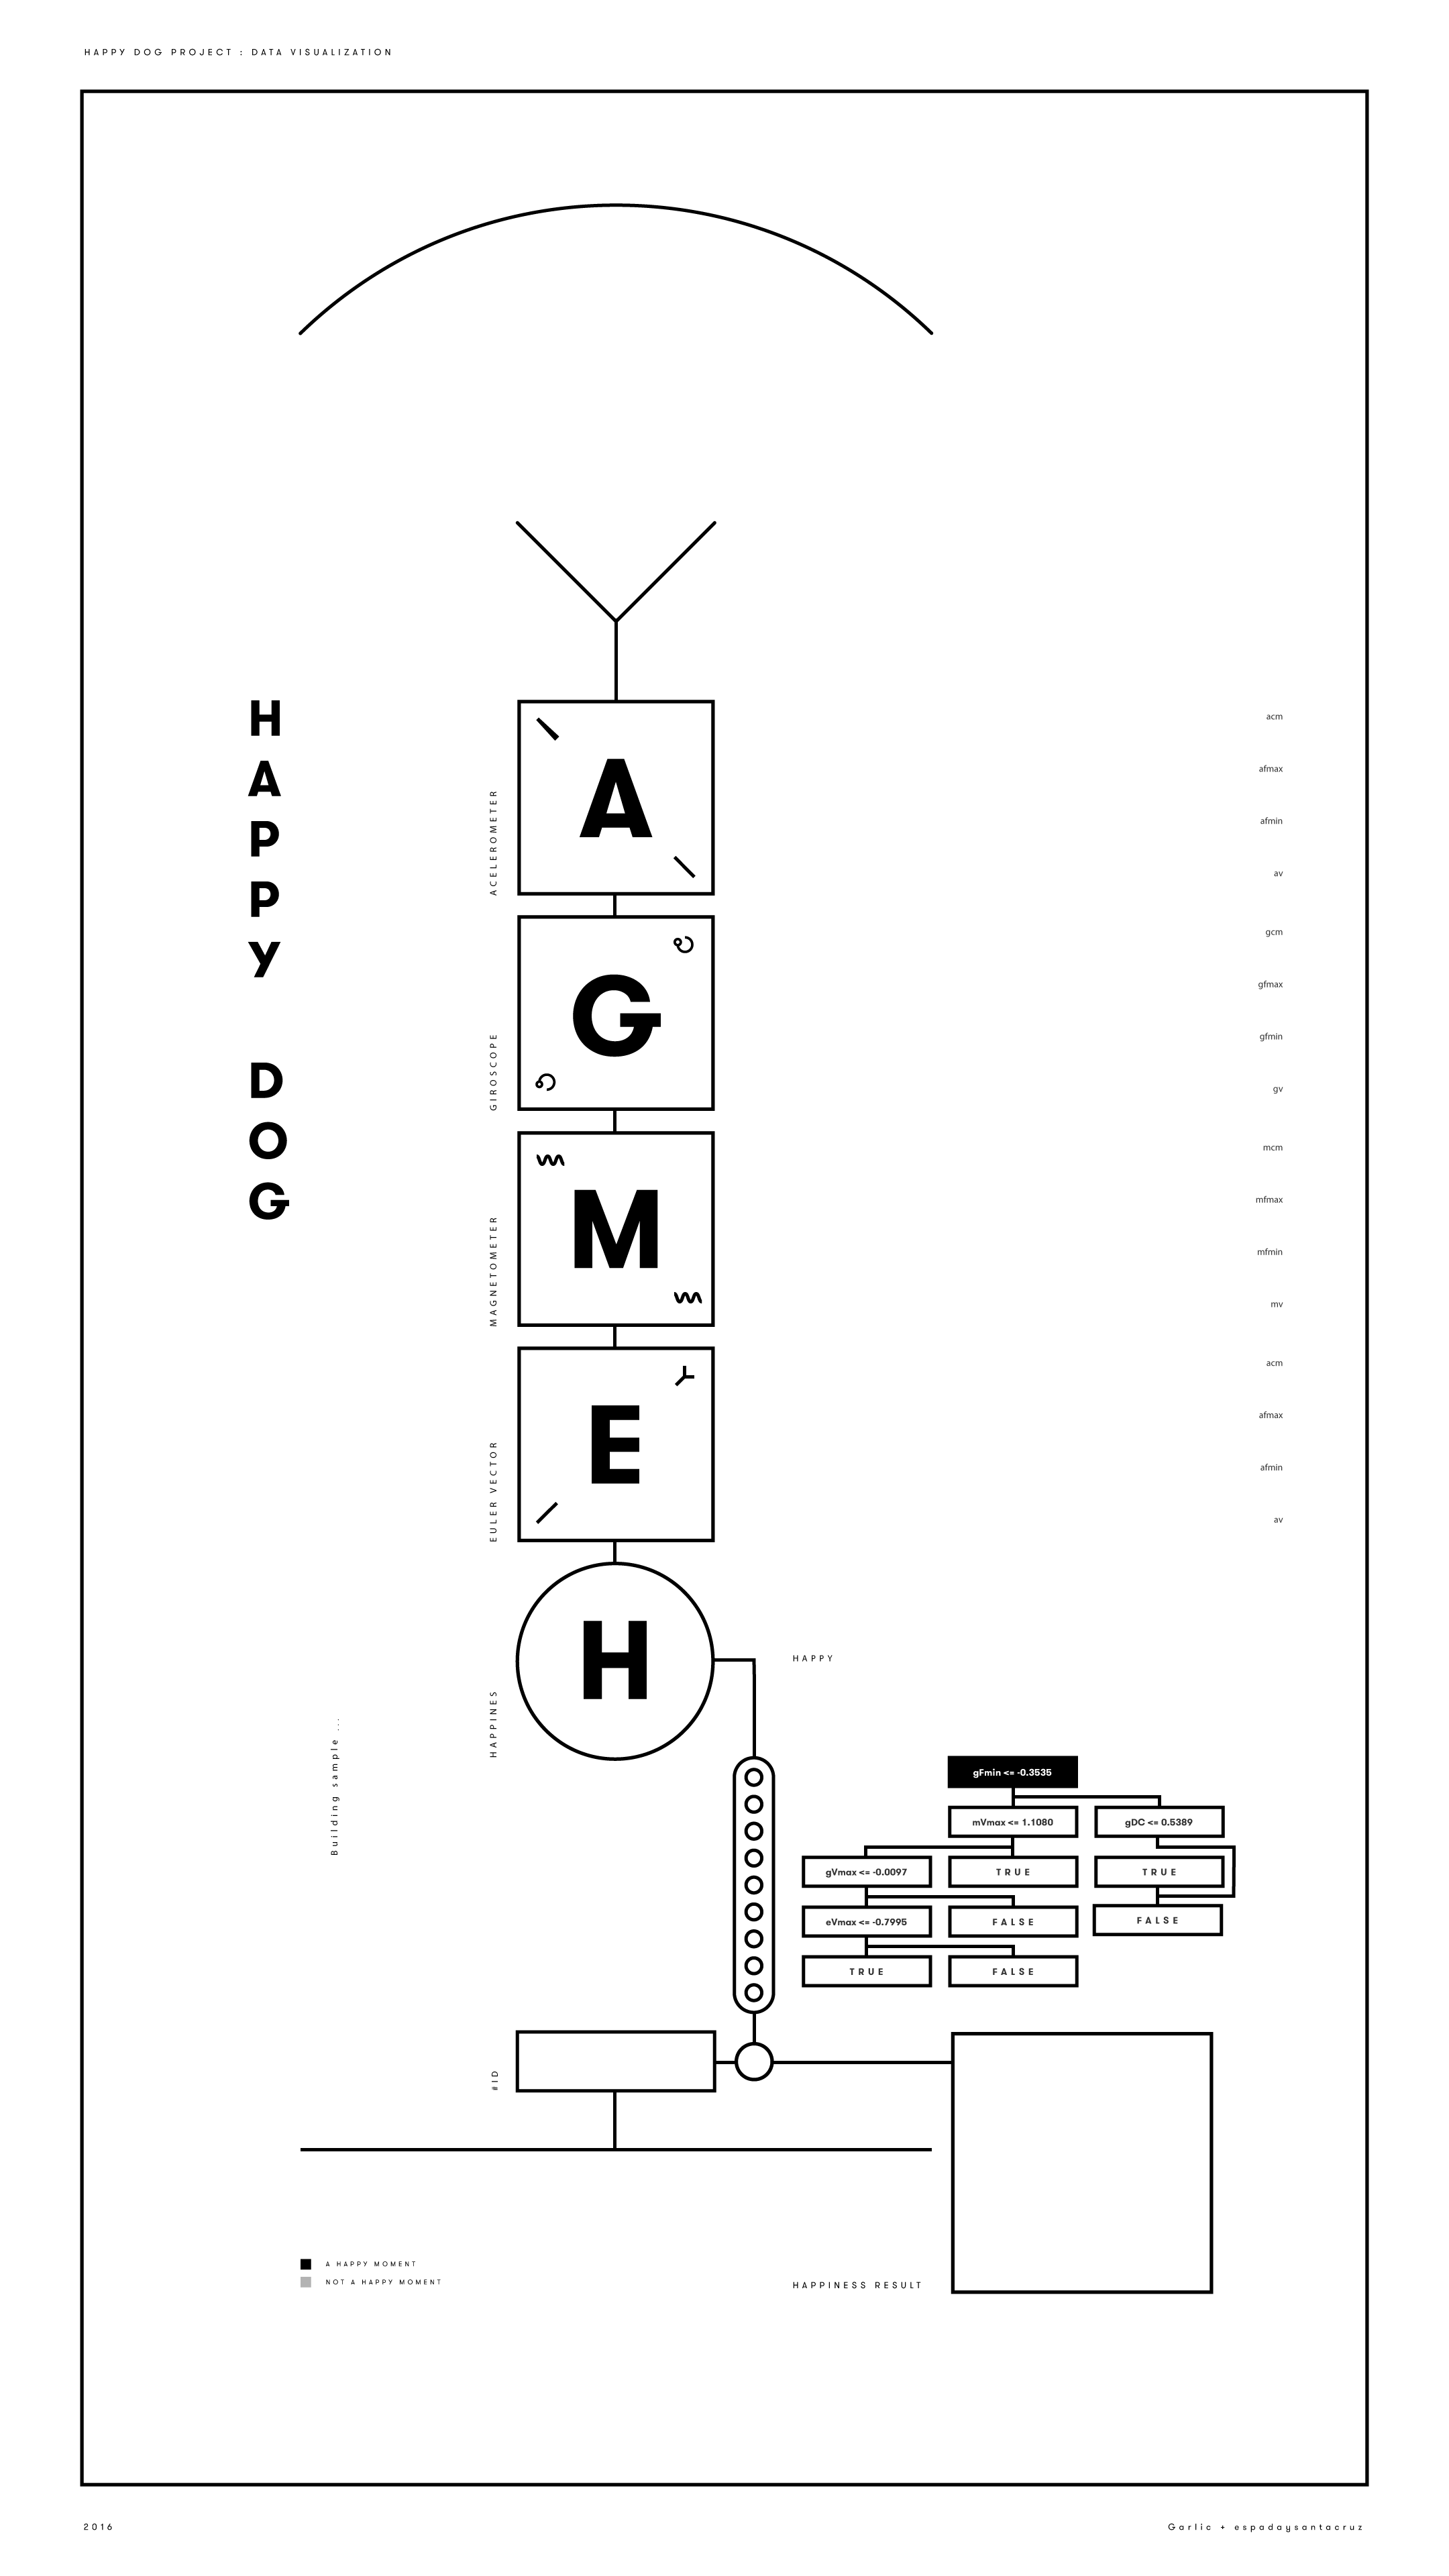 HAPPY DOG PROJECT : DATA VISUALIZATION
HAPPY DOG
ACELEROMETER
A
acm
afmax
afmin
av
GIROSCOPE
G
gcm
gfmax
gfmin
gv
MAGNETOMETER
M
mcm
mfmax
mfmin
mv
EULER VECTOR
E
acm
afmax
afmin
av
HAPPINES
H
HAPPY
Building sample ...
gFmin <= -0.3535
mVmax <= 1.1080
gDC <= 0.5389
gVmax <= -0.0097
TRUE
TRUE
eVmax <= -0.7995
FALSE
FALSE
TRUE
FALSE
#ID
A HAPPY MOMENT
NOT A HAPPY MOMENT
HAPPINESS RESULT
2016
Garlic + espadaysantacruz